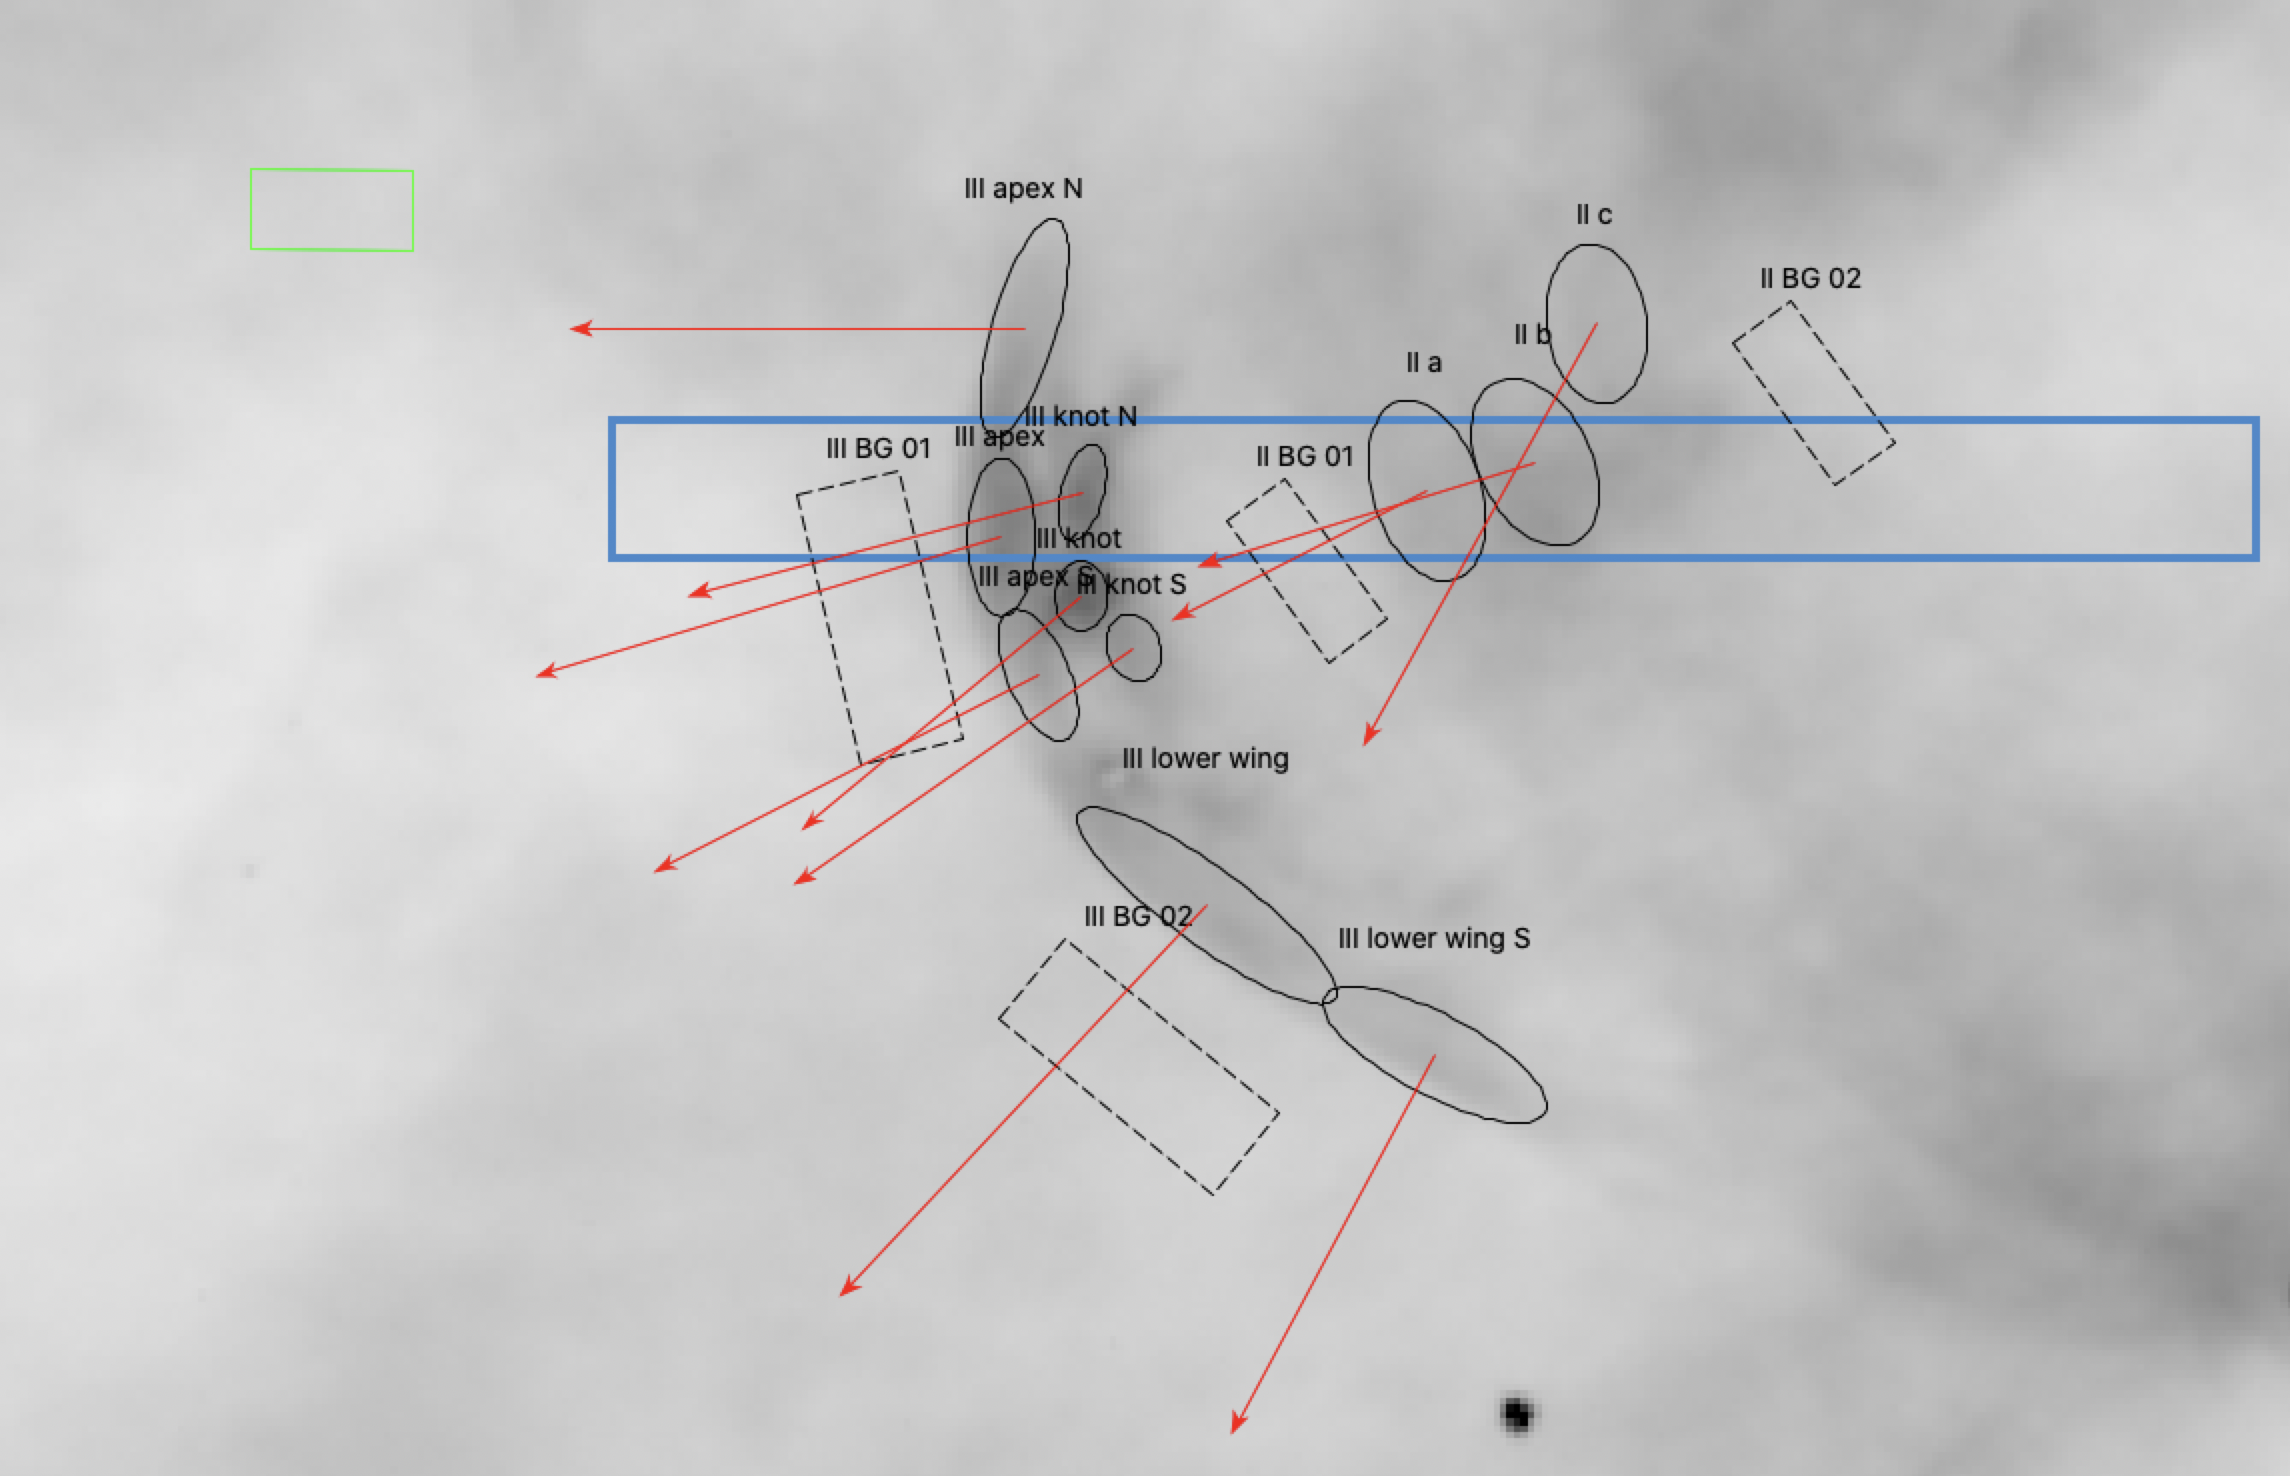 III apex N
II c
II BG 02
II b
II a
III knot N
III apex
III BG 01
II BG 01
III knot
III apex S
III knot S
III lower wing
III BG 02
III lower wing S